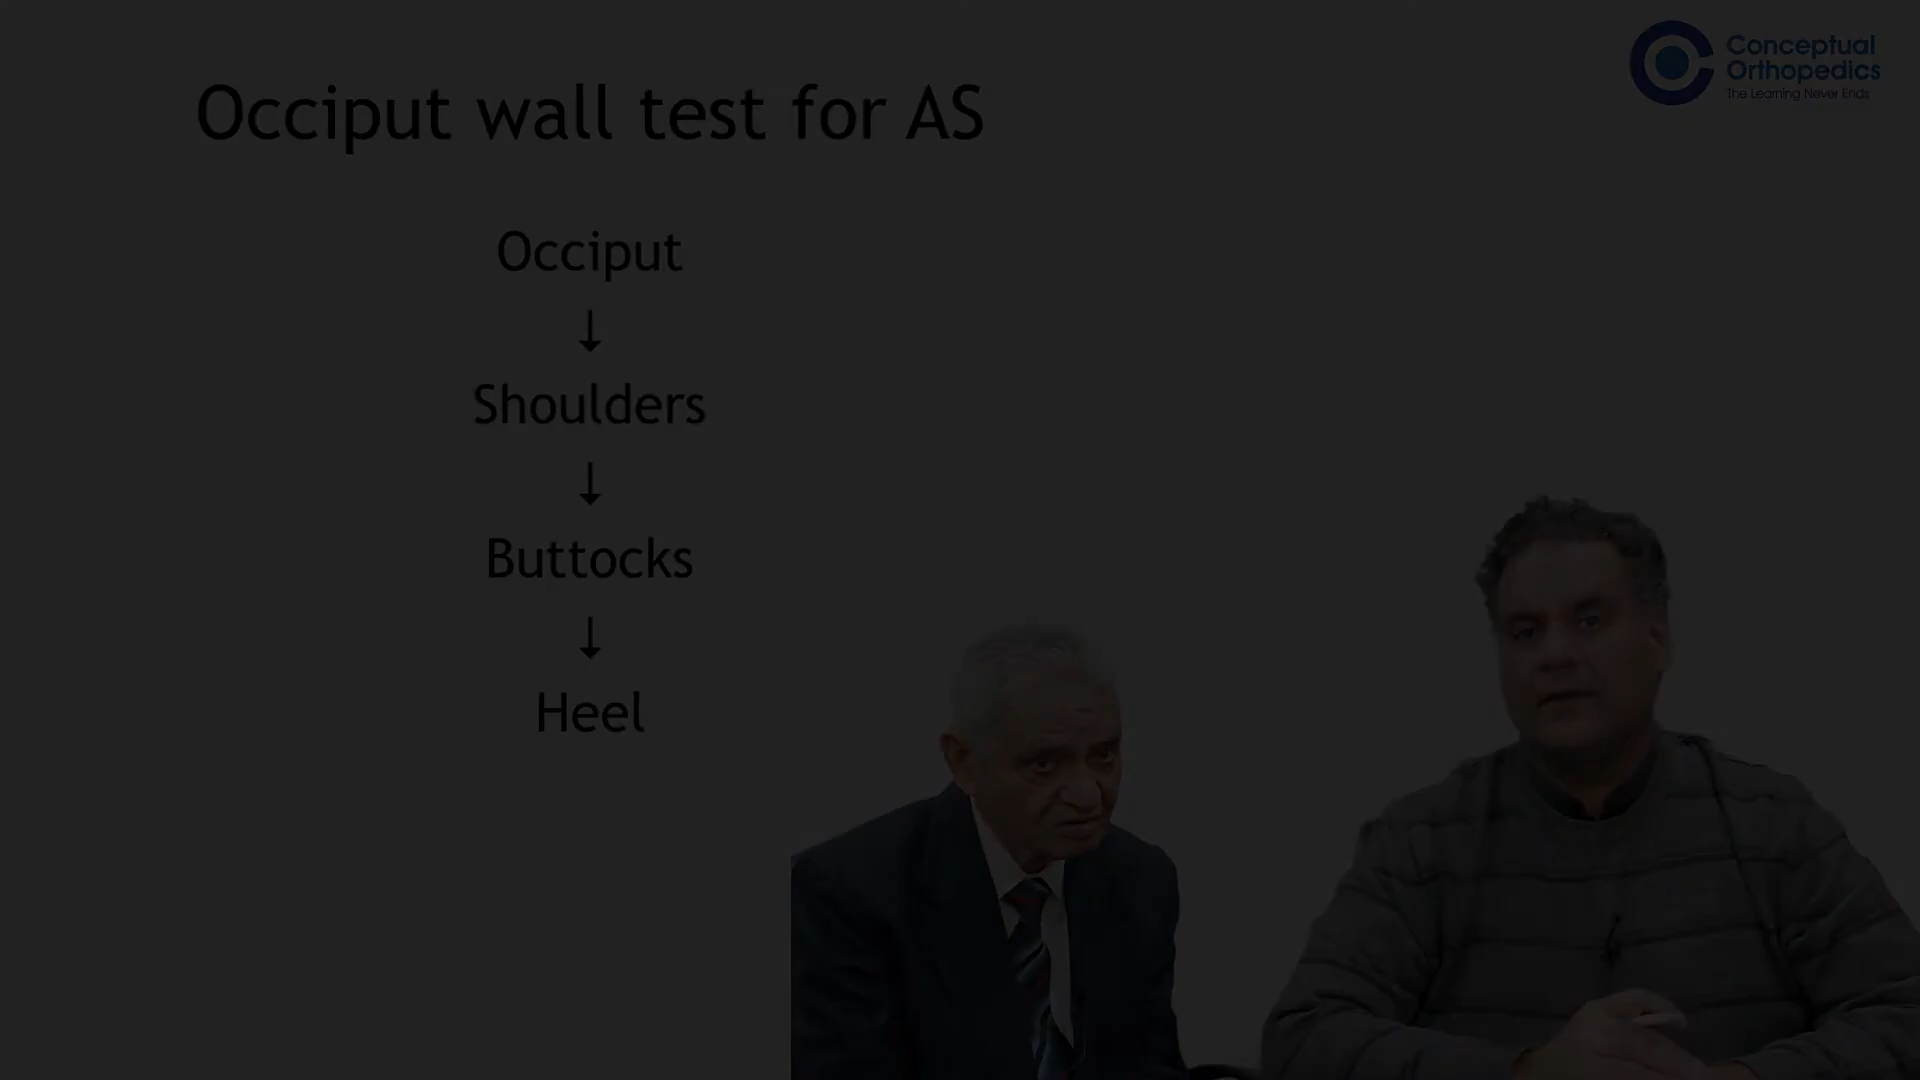 Conceptual
Orthopedics
The Learning Never Ends
Occiput wall test for AS
Occiput
↓
Shoulders
↓
Buttocks
↓
Heel